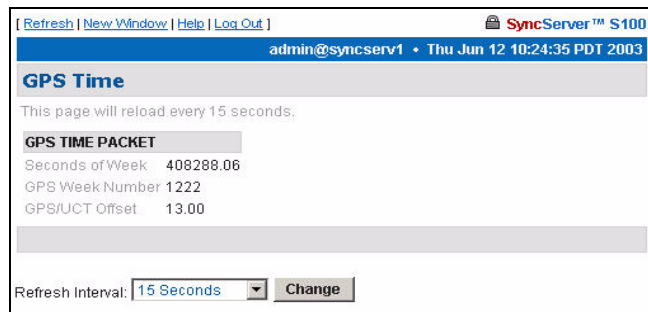 [ Refresh | New Window | Help | Log Out ] SyncServer™ S100
admin@syncserv1 • Thu Jun 12 10:24:35 PDT 2003
GPS Time
This page will reload every 15 seconds.
GPS TIME PACKET
Seconds of Week 408288.06
GPS Week Number 1222
GPS/UCT Offset 13.00
Refresh Interval: 15 Seconds Change